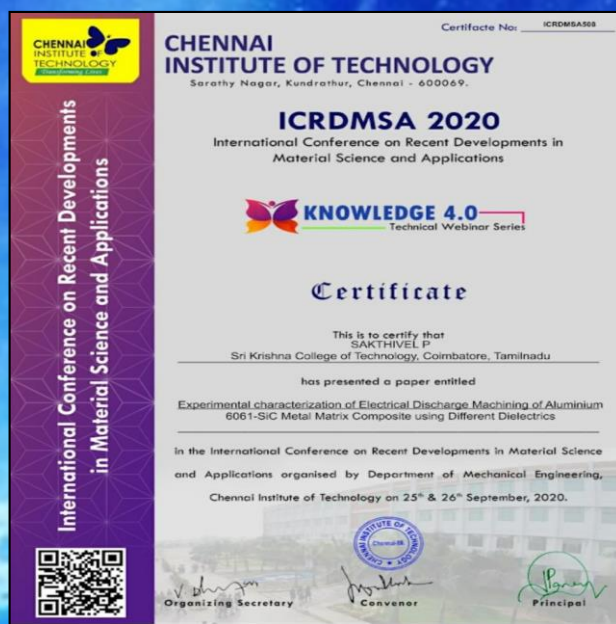 Certifacte No: ICRDMSA508
CHENNAI
INSTITUTE OF
TECHNOLOGY
Transforming Lives
CHENNAI
INSTITUTE OF TECHNOLOGY
Sarathy Nagar, Kundrathur, Chennai - 600069.
ICRDMSA 2020
International Conference on Recent Developments in
Material Science and Applications
KNOWLEDGE 4.0
Technical Webinar Series
Certificate
This is to certify that
SAKTHIVEL P
Sri Krishna College of Technology, Coimbatore, Tamilnadu
has presented a paper entitled
Experimental characterization of Electrical Discharge Machining of Aluminium
6061-SiC Metal Matrix Composite using Different Dielectrics
in the International Conference on Recent Developments in Material Science
and Applications organised by Department of Mechanical Engineering,
Chennai Institute of Technology on 25th & 26th September, 2020.
CHENNAI INSTITUTE OF TECHNOLOGY
Organizing Secretary
Convenor
Principal
International Conference on Recent Developments
in Material Science and Applications